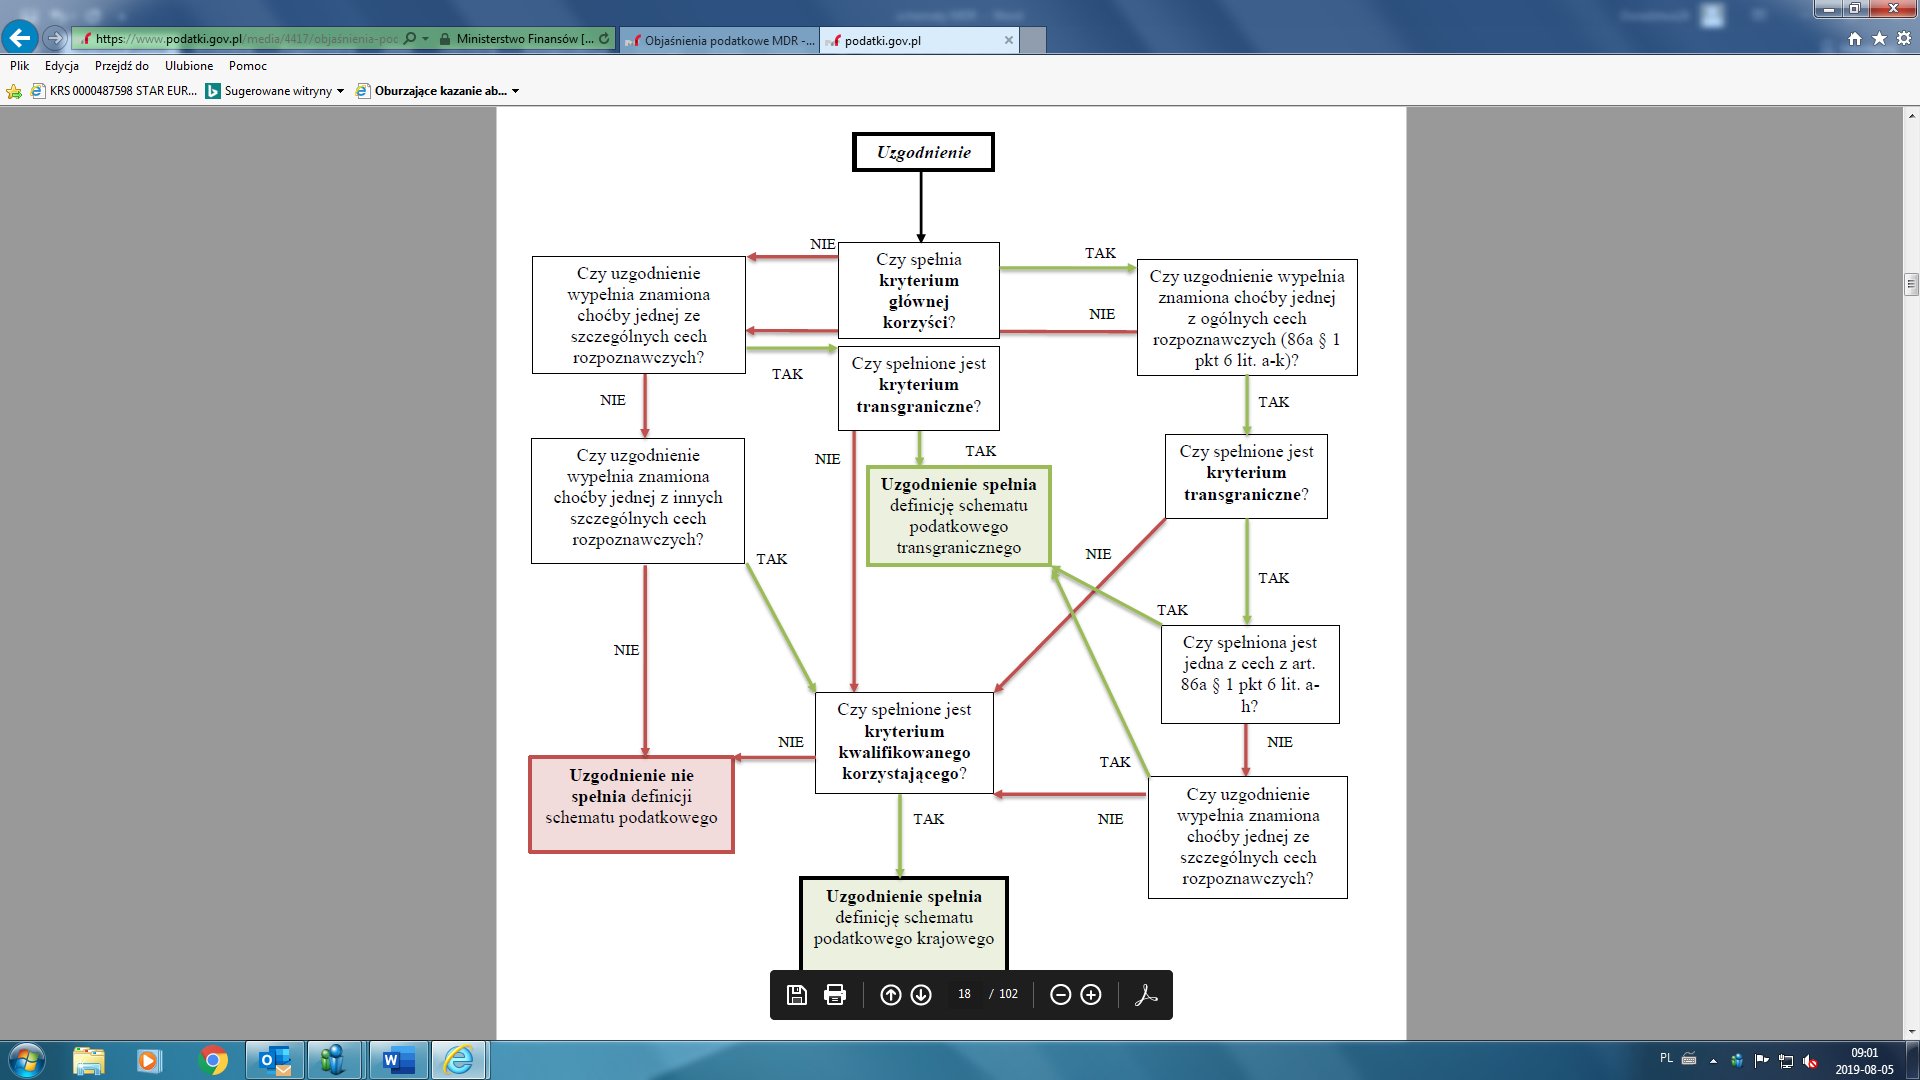 https://www.podatki.gov.pl/media/4417/objaśnienia-poc
Ministerstwo Finansów [...
Objaśnienia podatkowe MDR -...
podatki.gov.pl
Plik Edycja Przejdź do Ulubione Pomoc
KRS 0000487598 STAR EUR...
Sugerowane witryny
Oburzające kazanie ab...
Uzgodnienie
NIE
TAK
Czy spełnia
kryterium
głównej
korzyści?
Czy uzgodnienie
wypełnia znamiona
choćby jednej ze
szczególnych cech
rozpoznawczych?
Czy uzgodnienie wypełnia
znamiona choćby jednej
z ogólnych cech
rozpoznawczych (86a § 1
pkt 6 lit. a-k)?
NIE
TAK
Czy spełnione jest
kryterium
transgraniczne?
NIE
TAK
Czy uzgodnienie
wypełnia znamiona
choćby jednej z innych
szczególnych cech
rozpoznawczych?
NIE
TAK
Czy spełnione jest
kryterium
transgraniczne?
Uzgodnienie spełnia
definicję schematu
podatkowego
transgranicznego
TAK
NIE
TAK
TAK
Czy spełniona jest
jedna z cech z art.
86a § 1 pkt 6 lit. a-
h?
NIE
Czy spełnione jest
kryterium
kwalifikowanego
korzystającego?
NIE
NIE
TAK
Uzgodnienie nie
spełnia definicji
schematu podatkowego
TAK
NIE
Czy uzgodnienie
wypełnia znamiona
choćby jednej ze
szczególnych cech
rozpoznawczych?
Uzgodnienie spełnia
definicję schematu
podatkowego krajowego
18 / 102
PL
09:01
2019-08-05